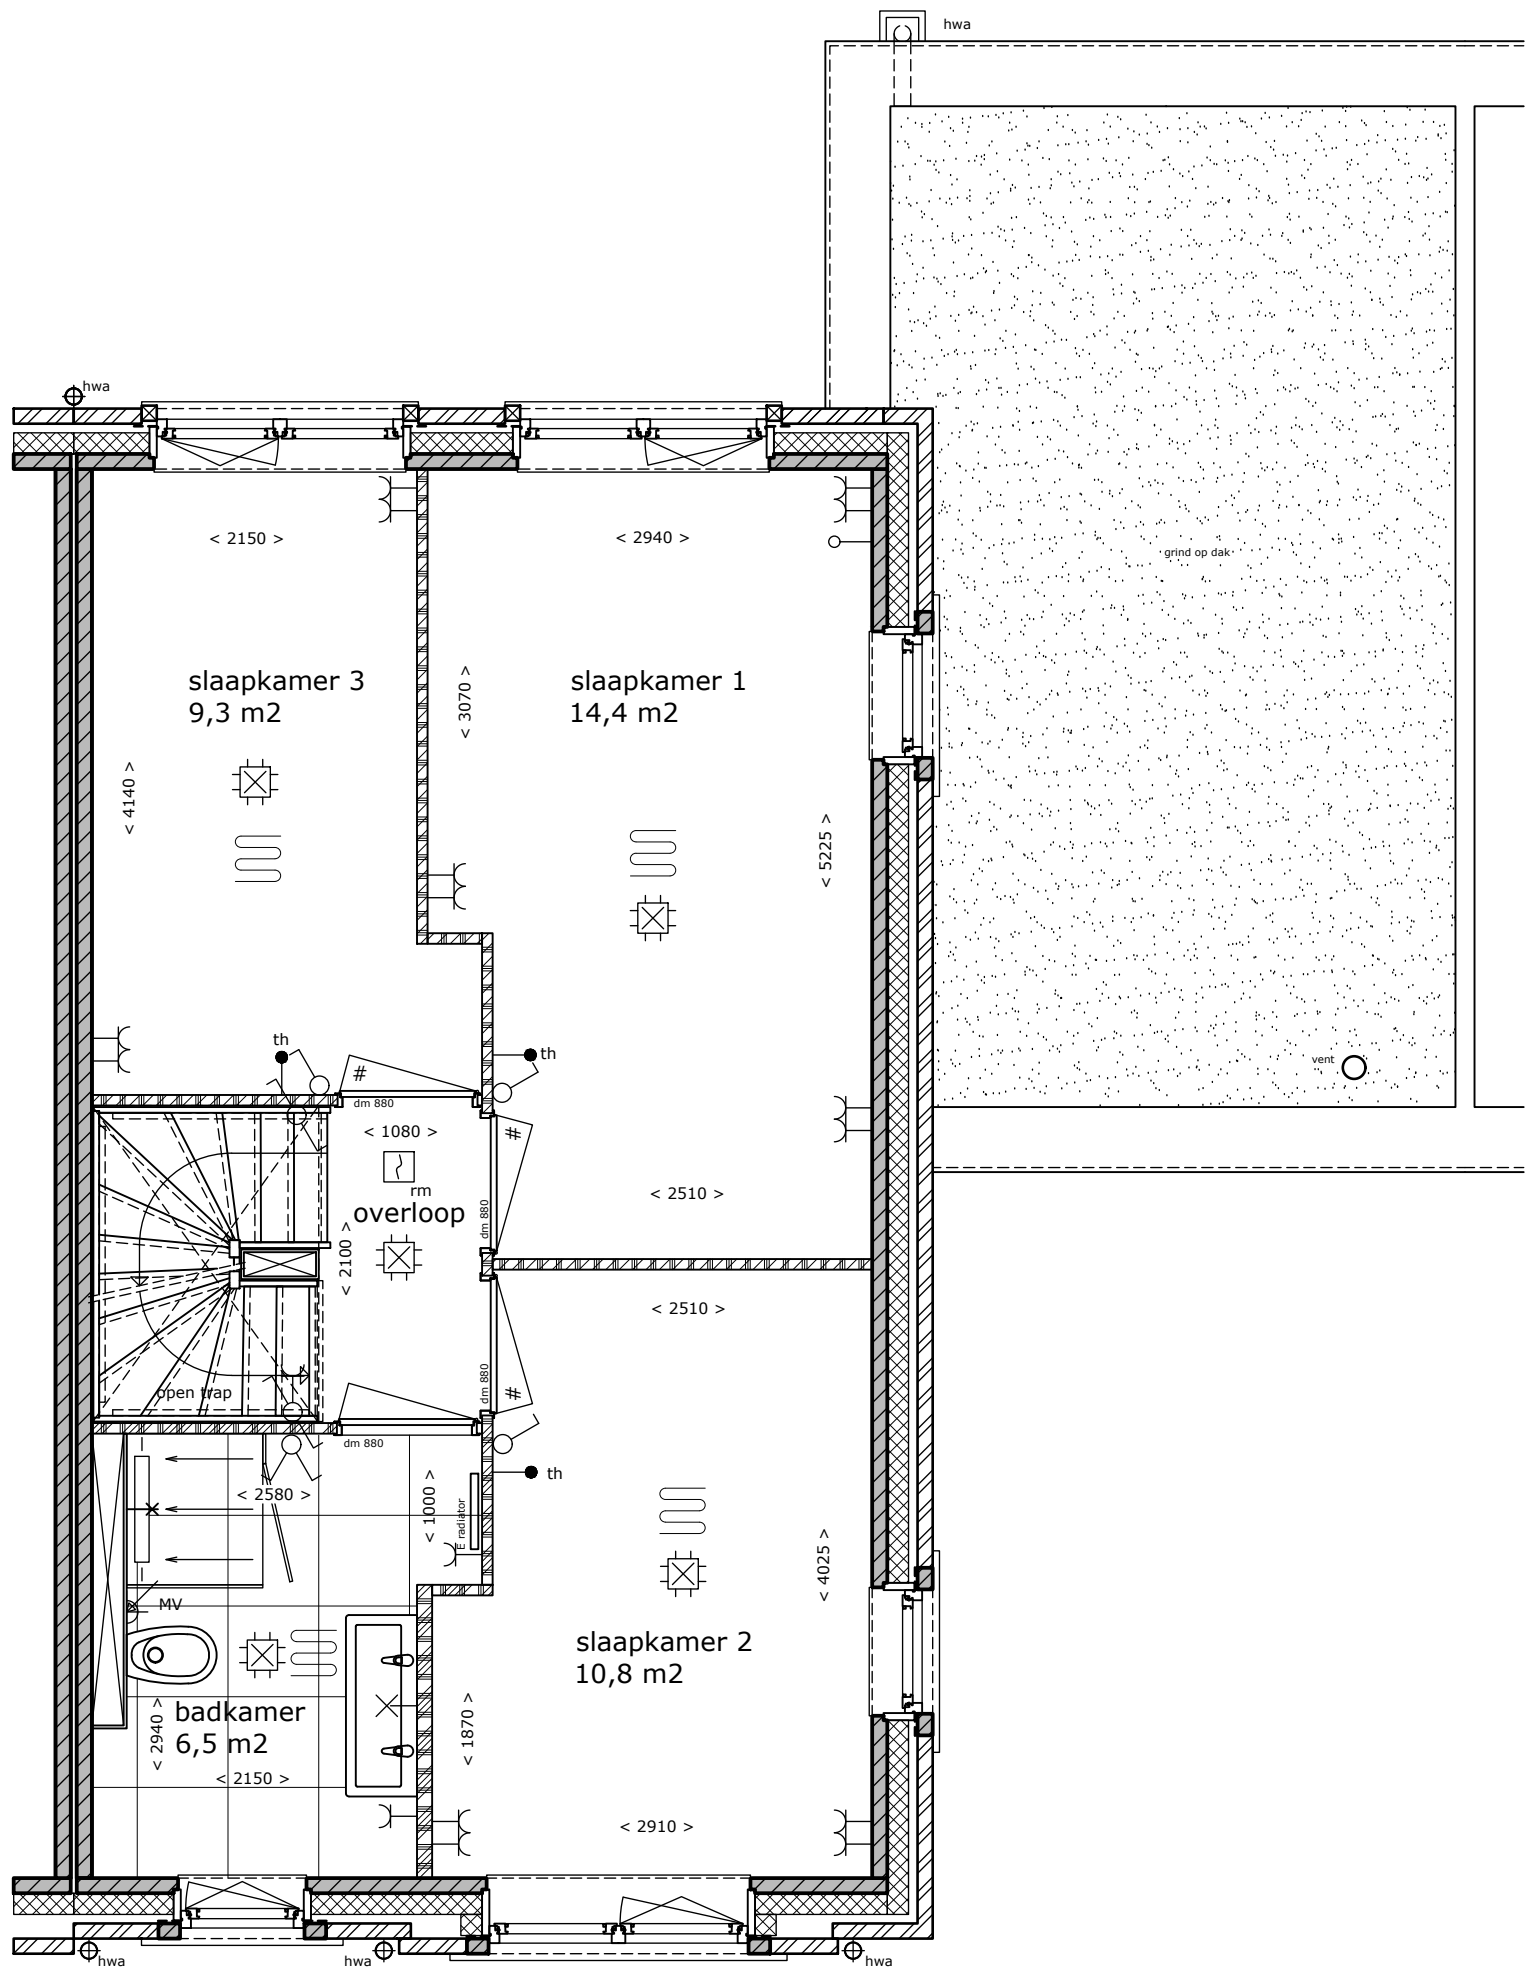 hwa
hwa
< 2150 >
< 2940 >
grind op dak
slaapkamer 3
9,3 m2
< 3070 >
slaapkamer 1
14,4 m2
< 4140 >
< 5225 >
th
#
th
vent
dm 880
< 1080 >
#
rm
overloop
dm 880
< 2510 >
< 2100 >
< 2510 >
open trap
dm 880
#
dm 880
< 2580 >
< 1000 >
E radiator
th
< 4025 >
MV
slaapkamer 2
10,8 m2
badkamer
6,5 m2
< 2940 >
< 1870 >
< 2150 >
< 2910 >
hwa
hwa
hwa